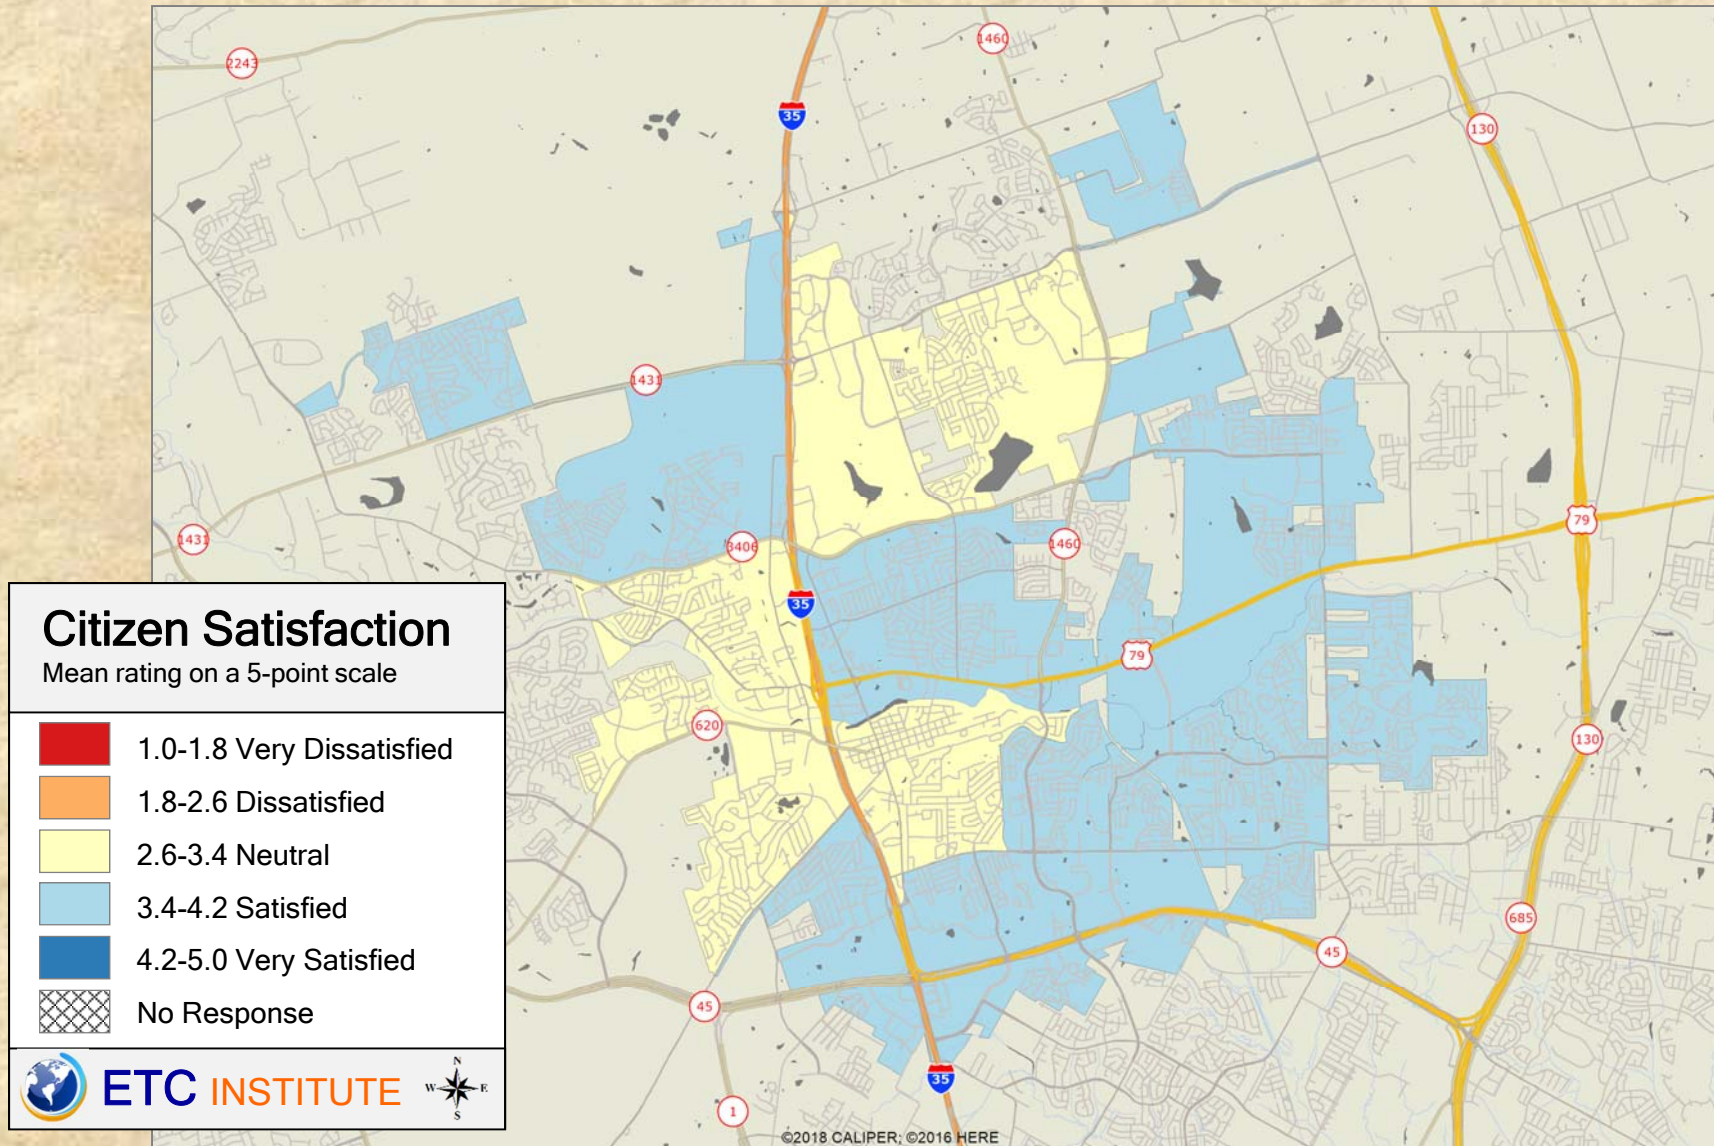 2243
1460
35
130
1431
79
1431
3406
1460
35
79
620
130
685
45
45
35
1
Citizen Satisfaction
Mean rating on a 5-point scale
1.0-1.8 Very Dissatisfied
1.8-2.6 Dissatisfied
2.6-3.4 Neutral
3.4-4.2 Satisfied
4.2-5.0 Very Satisfied
No Response
ETC INSTITUTE
N
W E
S
©2018 CALIPER; ©2016 HERE